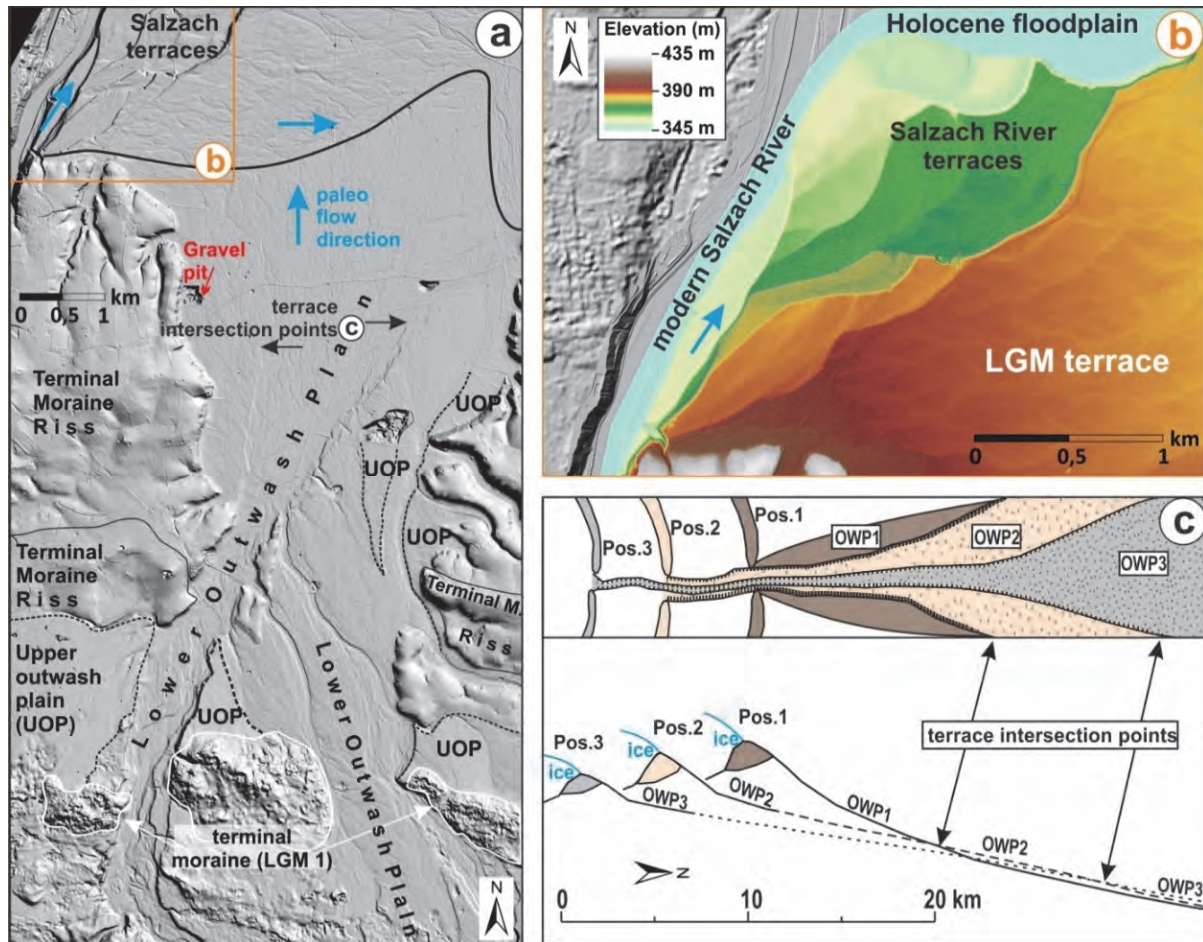 Salzach
terraces
a
b
paleo
flow
direction
Gravel
pit
0 0,5 1 km
terrace
intersection points c
Terminal
Moraine
Riss
UOP
UOP
UOP
Lower Outwash Plain
Terminal
Moraine
Riss
Terminal M.
Riss
Upper
outwash
plain
(UOP)
UOP
UOP
Lower Outwash Plain
terminal
moraine (LGM 1)
N
Elevation (m)
435 m
390 m
345 m
N
Holocene floodplain
b
Salzach River
terraces
modern Salzach River
LGM terrace
0 0,5 1 km
c
Pos.3
Pos.2
Pos.1
OWP1
OWP2
OWP3
Pos.3
Pos.2
Pos.1
ice
ice
ice
terrace intersection points
OWP3
OWP2
OWP1
OWP2
OWP3
N
0 10 20 km